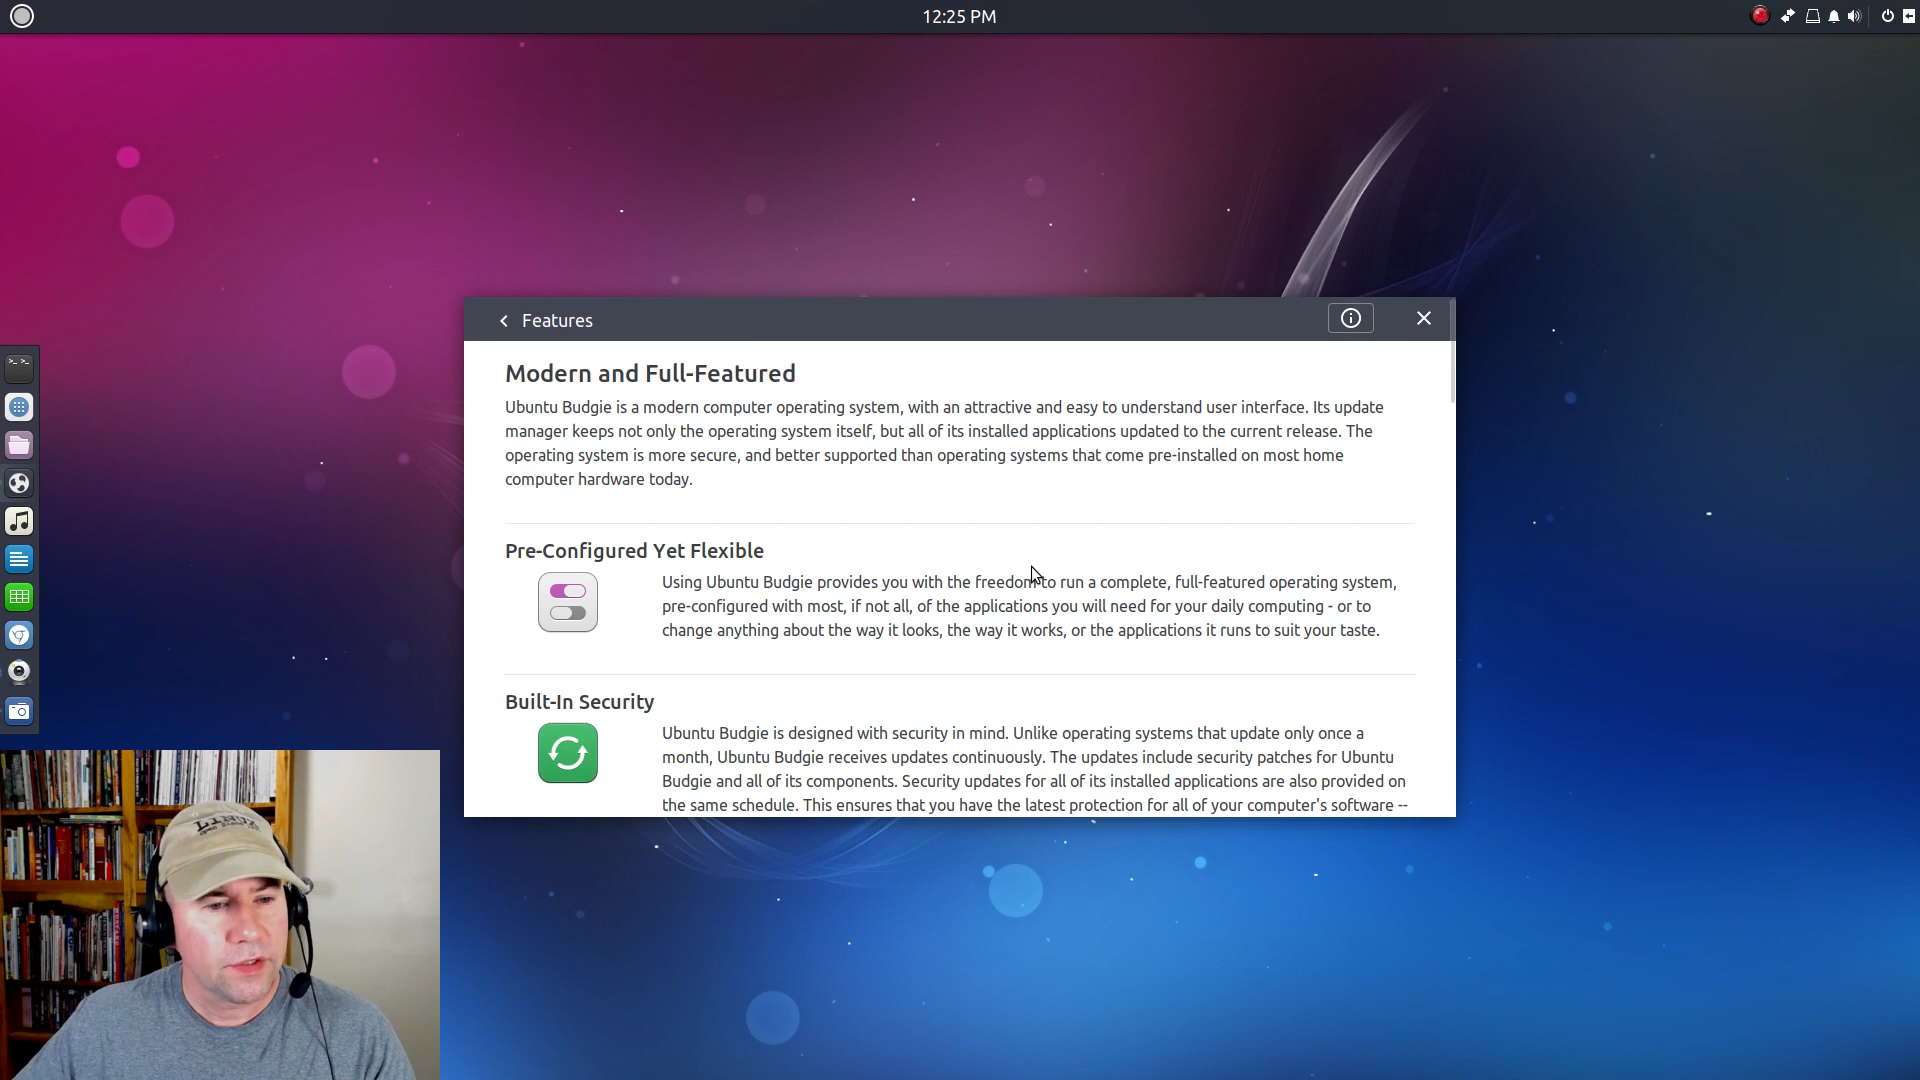 12:25 PM
Features
Modern and Full-Featured
Ubuntu Budgie is a modern computer operating system, with an attractive and easy to understand user interface. Its update
manager keeps not only the operating system itself, but all of its installed applications updated to the current release. The
operating system is more secure, and better supported than operating systems that come pre-installed on most home
computer hardware today.
Pre-Configured Yet Flexible
Using Ubuntu Budgie provides you with the freedom to run a complete, full-featured operating system,
pre-configured with most, if not all, of the applications you will need for your daily computing - or to
change anything about the way it looks, the way it works, or the applications it runs to suit your taste.
Built-In Security
Ubuntu Budgie is designed with security in mind. Unlike operating systems that update only once a
month, Ubuntu Budgie receives updates continuously. The updates include security patches for Ubuntu
Budgie and all of its components. Security updates for all of its installed applications are also provided on
the same schedule. This ensures that you have the latest protection for all of your computer's software --
LINUX